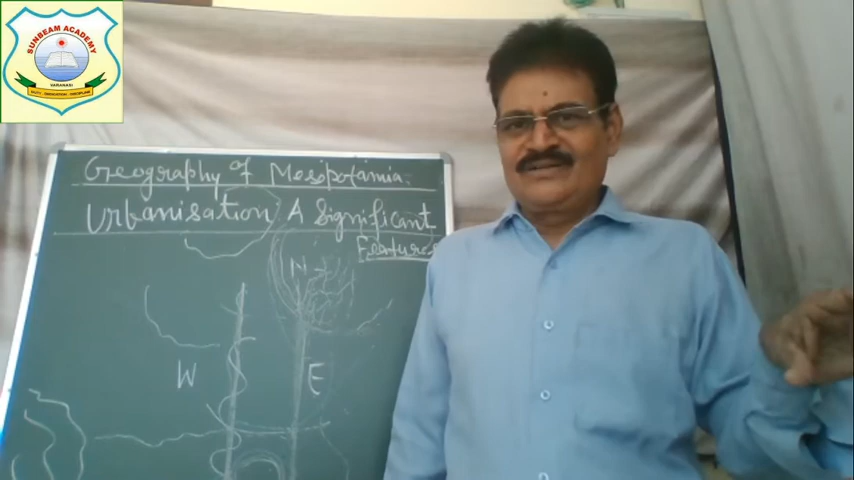 SUNBEAM ACADEMY
VARANASI
Geography of Mesopotamia.
Urbanisation A Significant
Features
N
W
E